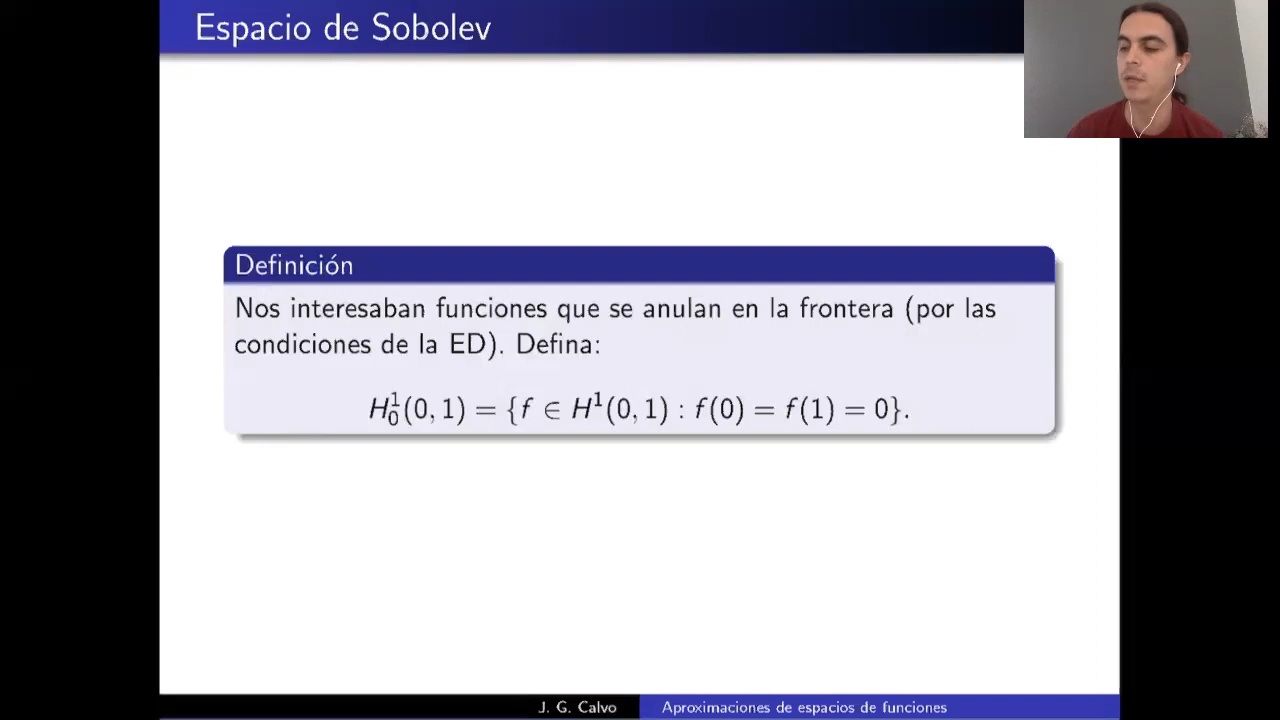 Espacio de Sobolev
Definición
Nos interesaban funciones que se anulan en la frontera (por las
condiciones de la ED). Defina:
H₀¹(0, 1) = {f ∈ H¹(0, 1) : f(0) = f(1) = 0}.
J. G. Calvo
Aproximaciones de espacios de funciones